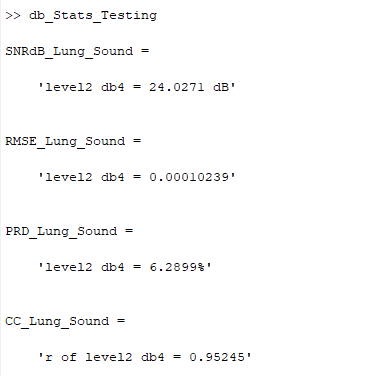 >> db_Stats_Testing
SNRdB_Lung_Sound =
'level2 db4 = 24.0271 dB'
RMSE_Lung_Sound =
'level2 db4 = 0.00010239'
PRD_Lung_Sound =
'level2 db4 = 6.2899%'
CC_Lung_Sound =
'r of level2 db4 = 0.95245'